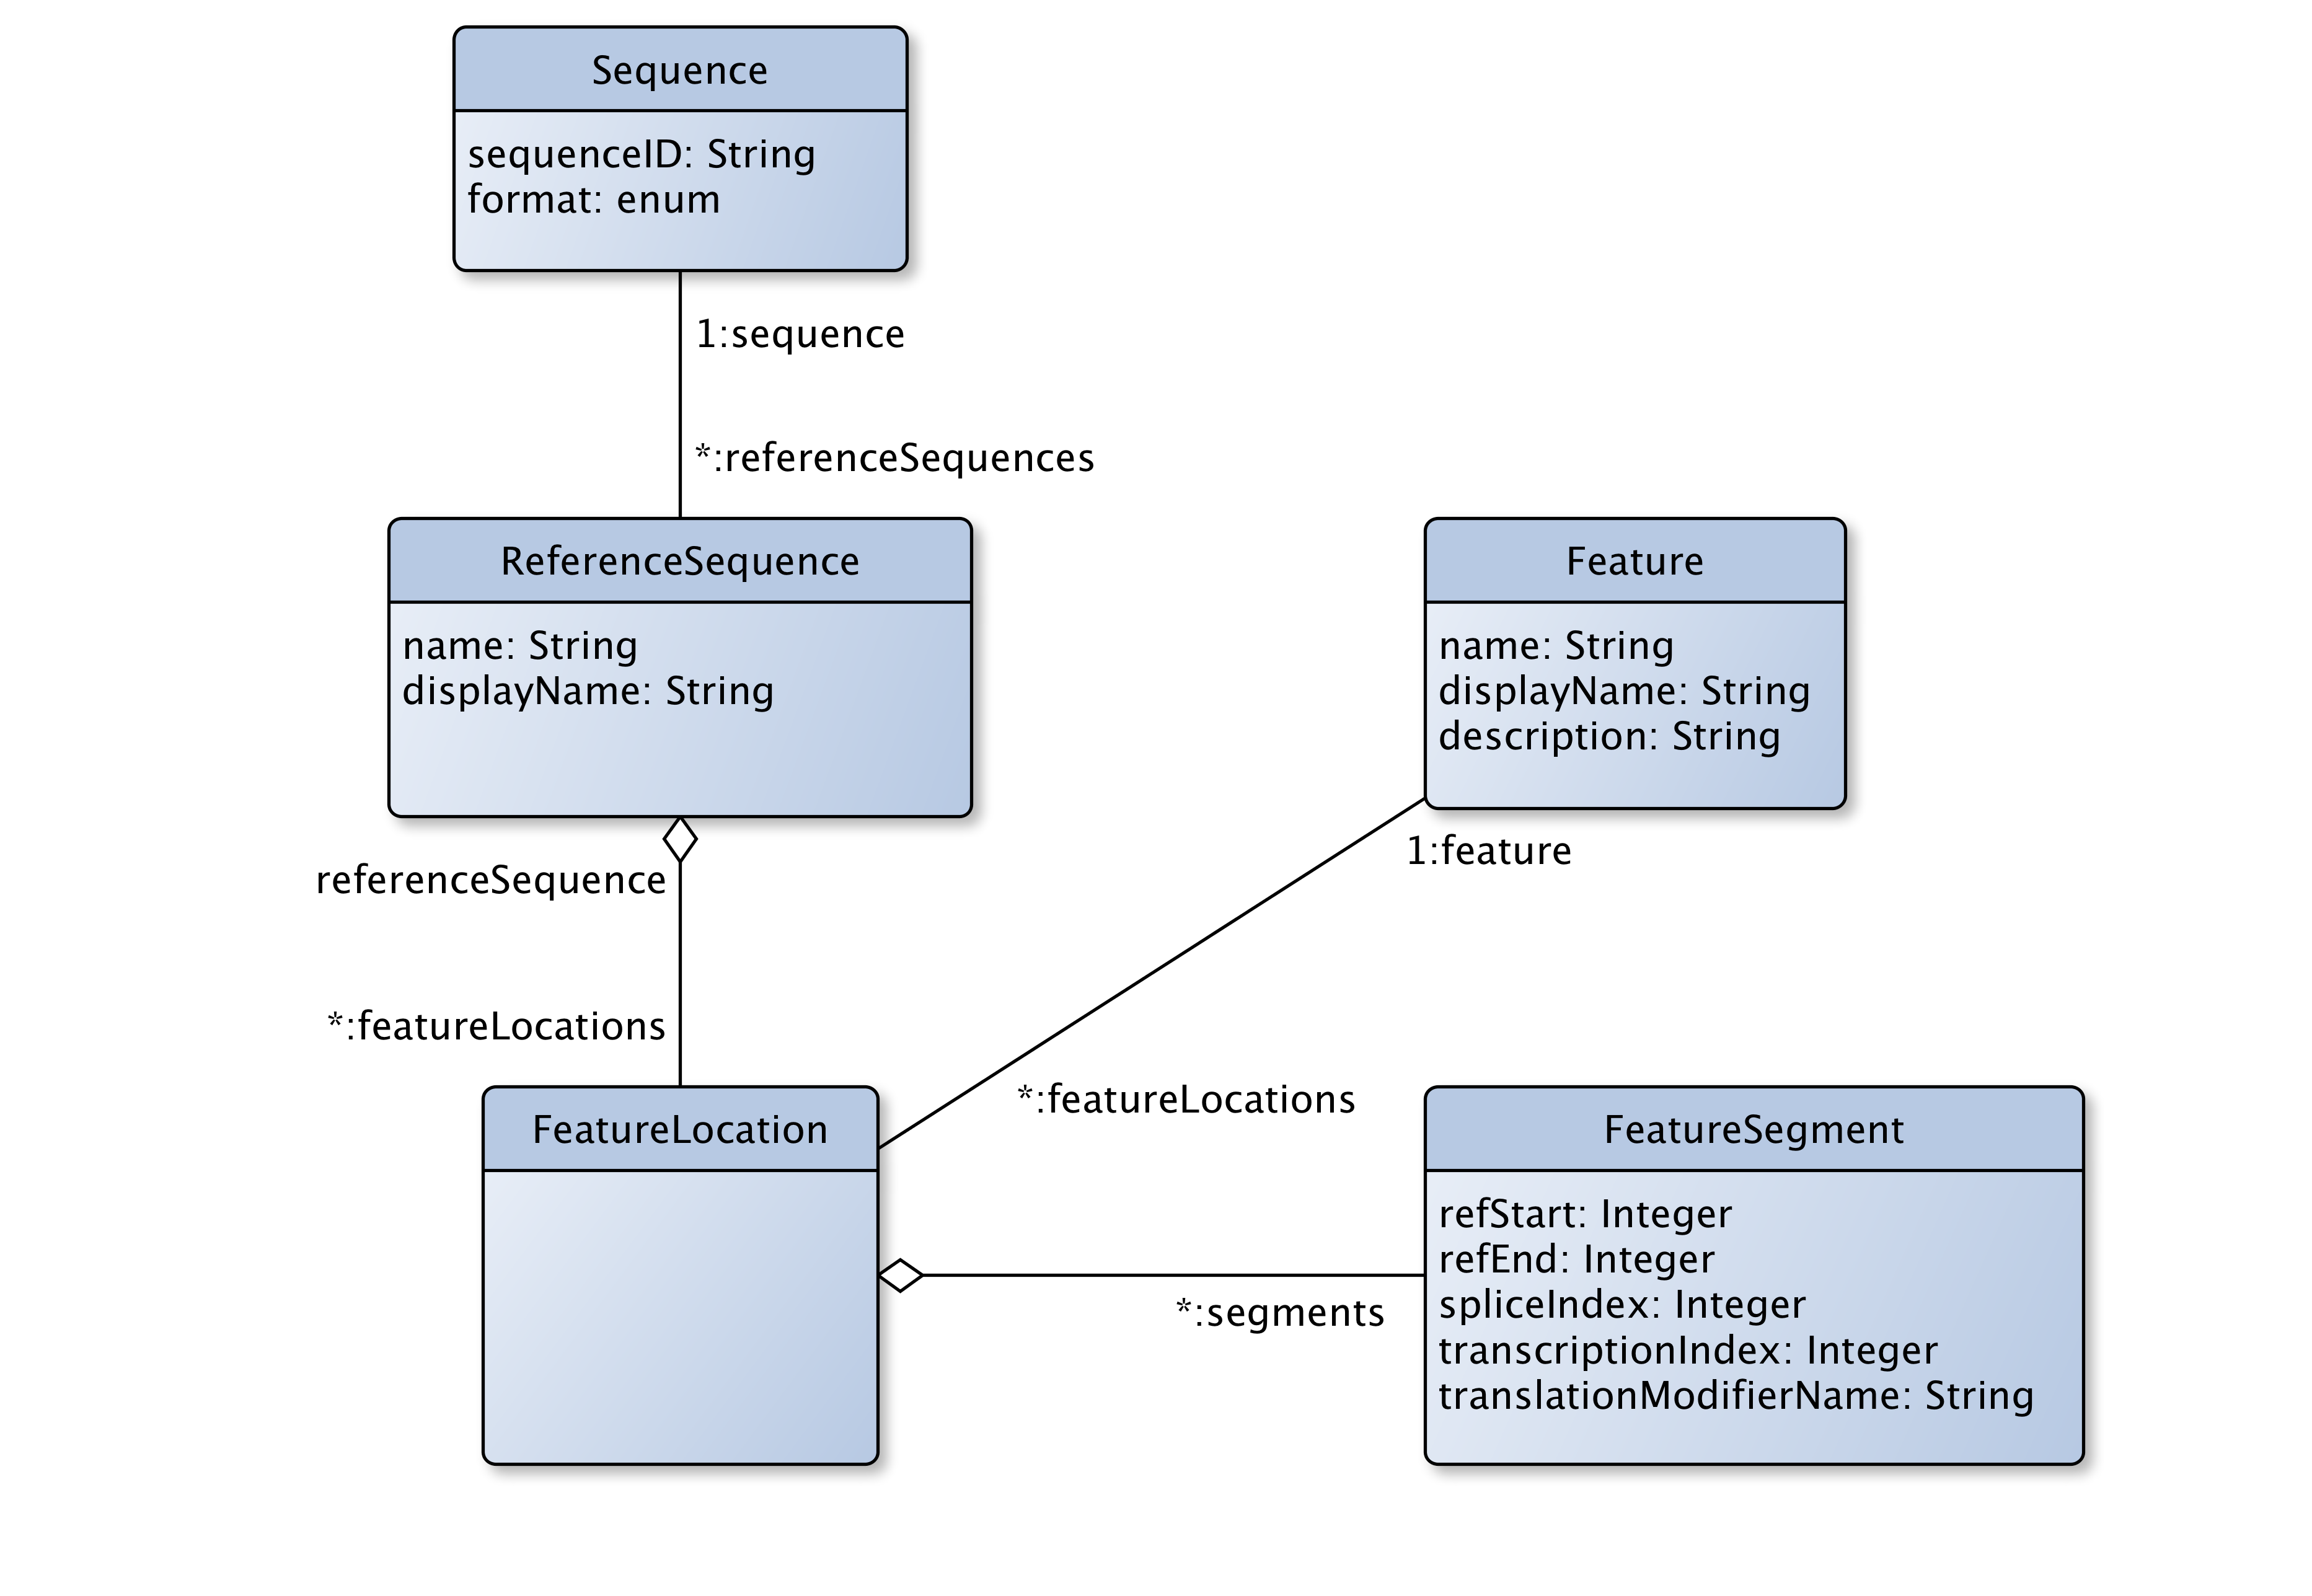 Sequence
sequenceID: String
format: enum
1:sequence
*:referenceSequences
ReferenceSequence
name: String
displayName: String
Feature
name: String
displayName: String
description: String
1:feature
referenceSequence
*:featureLocations
*:featureLocations
FeatureLocation
FeatureSegment
refStart: Integer
refEnd: Integer
spliceIndex: Integer
transcriptionIndex: Integer
translationModifierName: String
*:segments